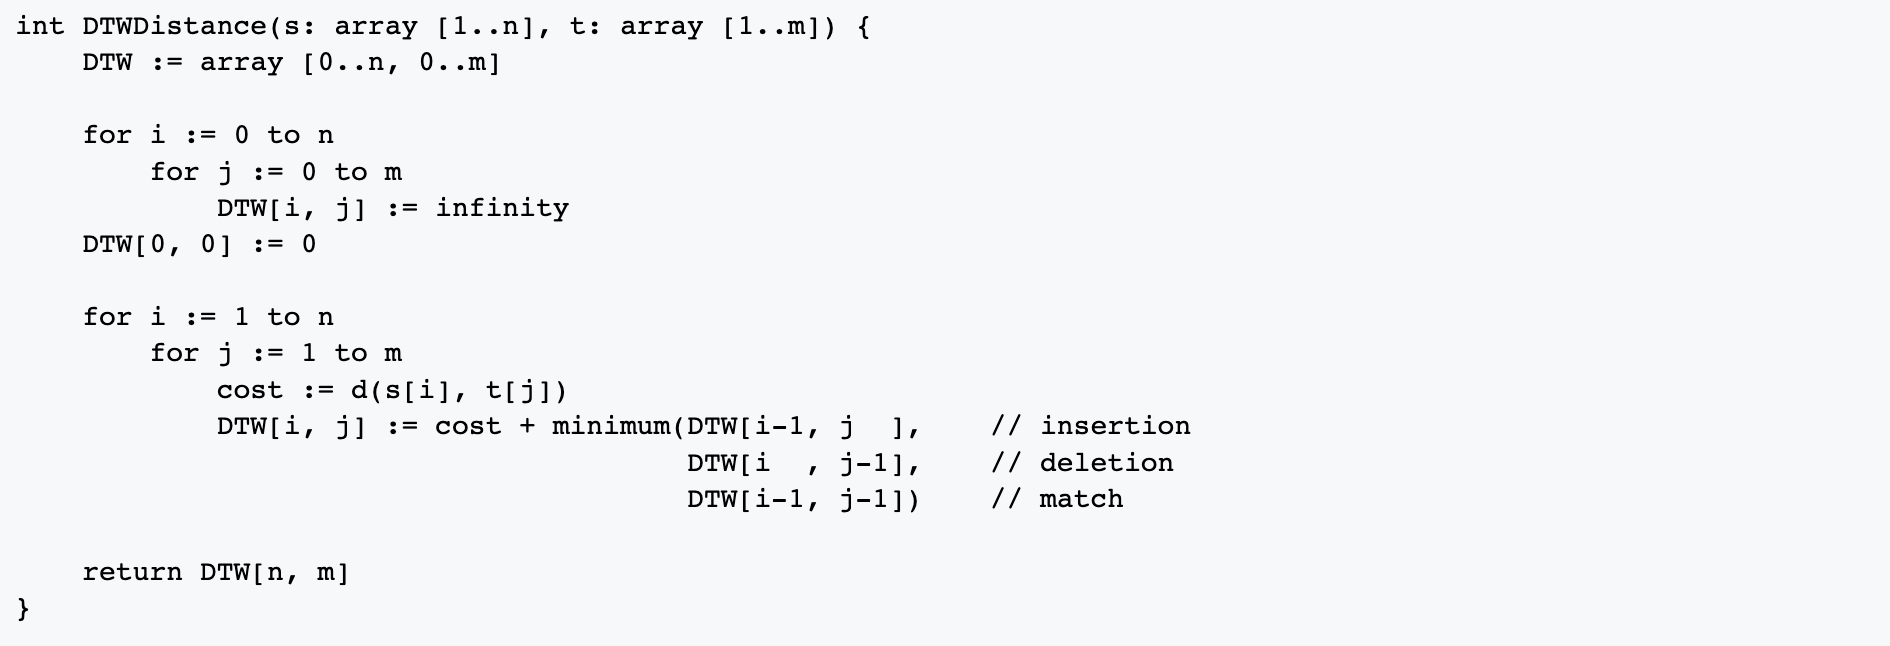 int DTWDistance(s: array [1..n], t: array [1..m]) {
    DTW := array [0..n, 0..m]

    for i := 0 to n
        for j := 0 to m
            DTW[i, j] := infinity
    DTW[0, 0] := 0

    for i := 1 to n
        for j := 1 to m
            cost := d(s[i], t[j])
            DTW[i, j] := cost + minimum(DTW[i-1, j  ],    // insertion
                                        DTW[i  , j-1],    // deletion
                                        DTW[i-1, j-1])    // match

    return DTW[n, m]
}